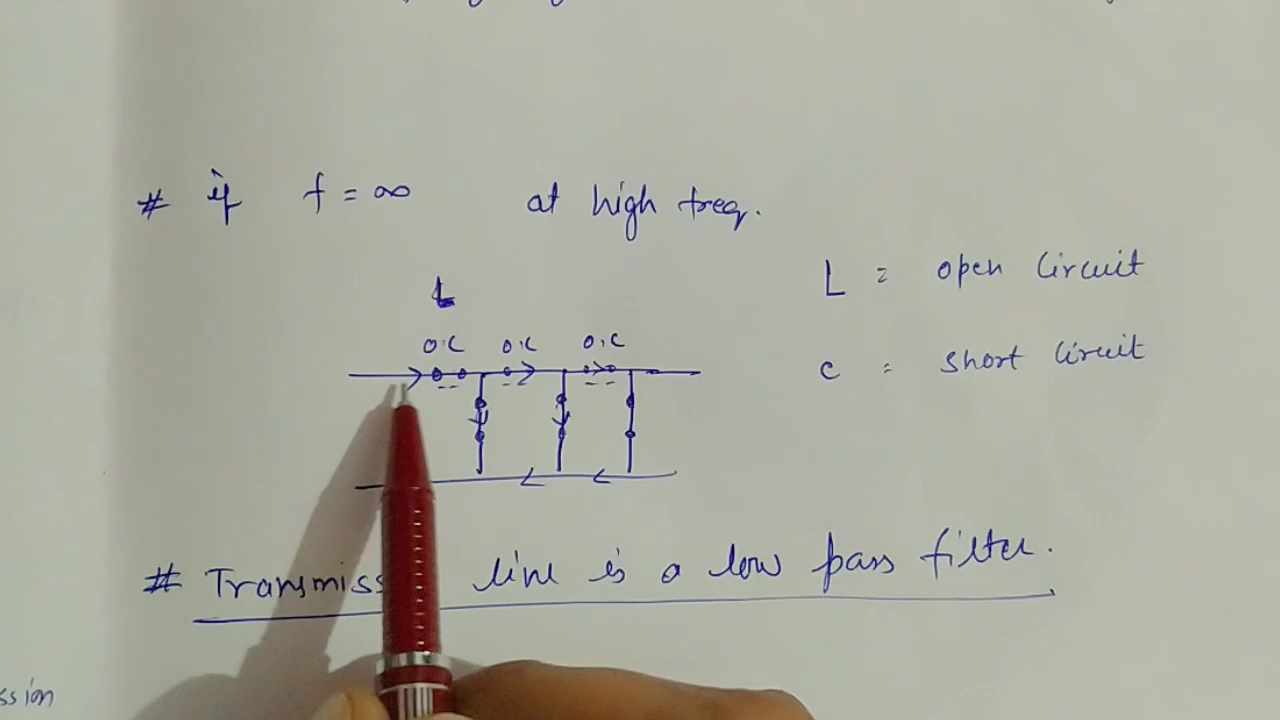 # if f = ∞ at high freq.
L = open Circuit
L
O.C O.C O.C
C = Short Circuit
# Transmiss line is a low pass filter.
ssion